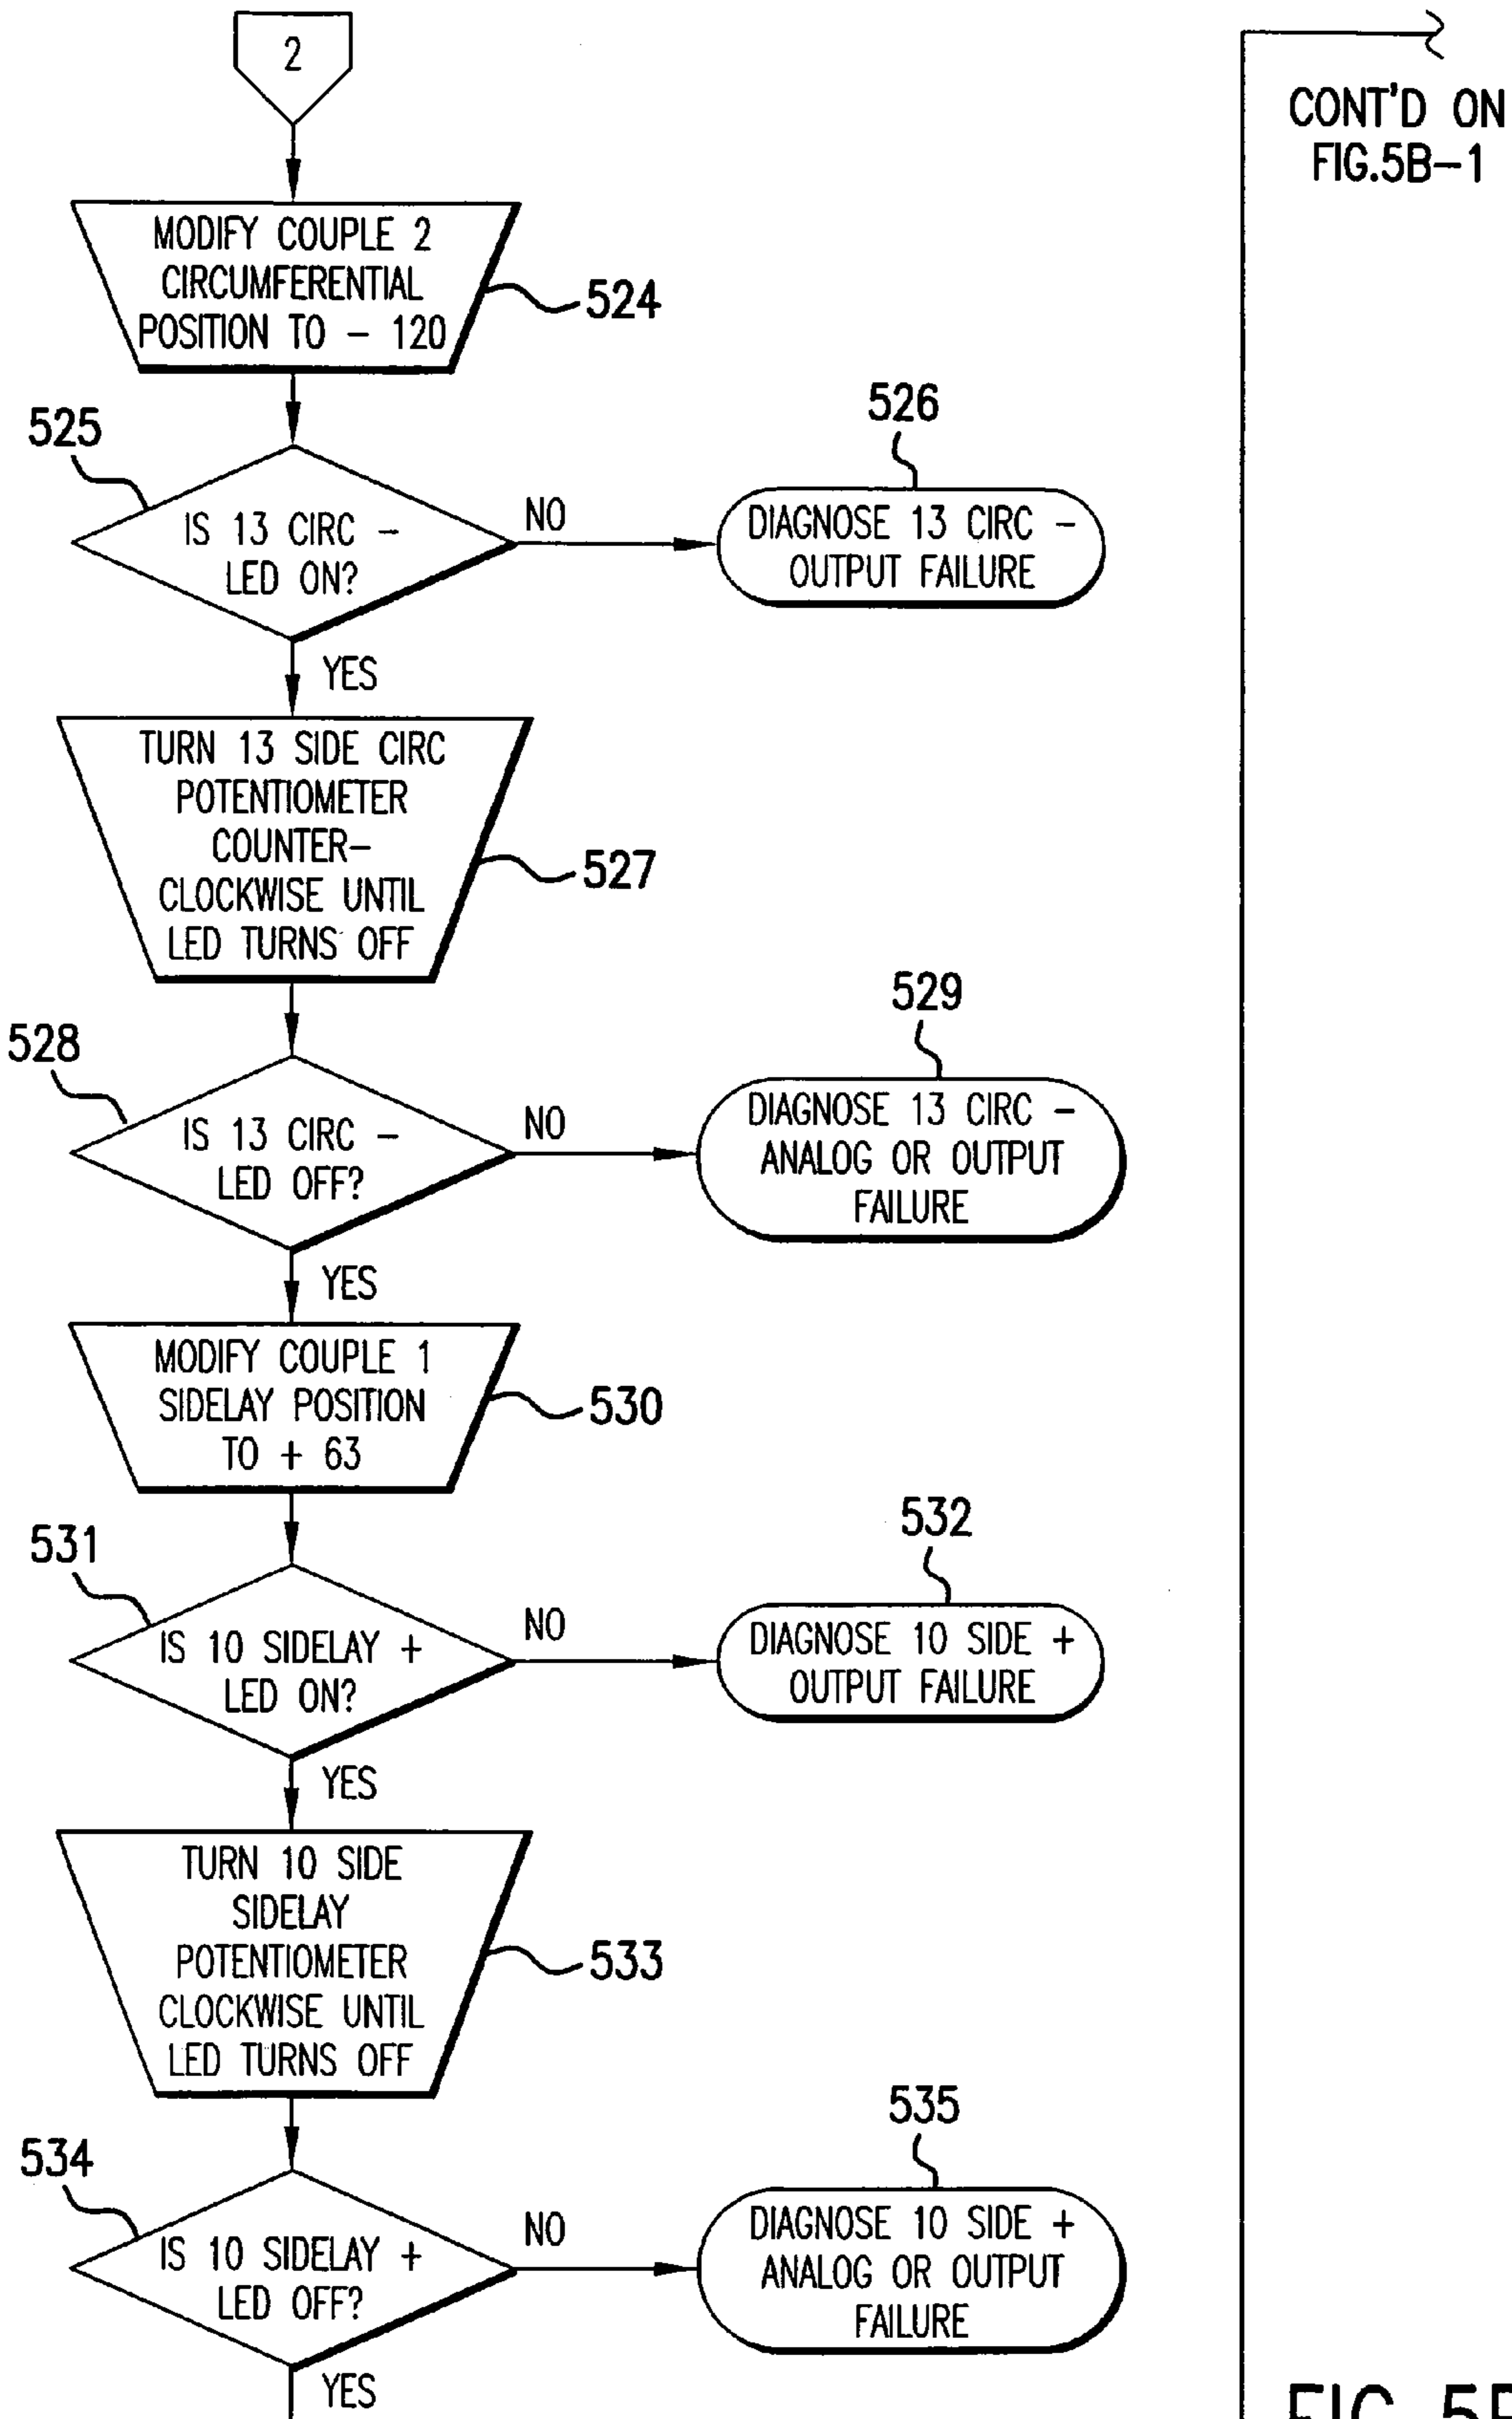 2
CONT'D ON
FIG.5B-1
MODIFY COUPLE 2
CIRCUMFERENTIAL
POSITION TO - 120
524
525
IS 13 CIRC -
LED ON?
NO
526
DIAGNOSE 13 CIRC -
OUTPUT FAILURE
YES
TURN 13 SIDE CIRC
POTENTIOMETER
COUNTER-
CLOCKWISE UNTIL
LED TURNS OFF
527
528
IS 13 CIRC -
LED OFF?
NO
529
DIAGNOSE 13 CIRC -
ANALOG OR OUTPUT
FAILURE
YES
MODIFY COUPLE 1
SIDELAY POSITION
TO + 63
530
531
IS 10 SIDELAY +
LED ON?
NO
532
DIAGNOSE 10 SIDE +
OUTPUT FAILURE
YES
TURN 10 SIDE
SIDELAY
POTENTIOMETER
CLOCKWISE UNTIL
LED TURNS OFF
533
534
IS 10 SIDELAY +
LED OFF?
NO
535
DIAGNOSE 10 SIDE +
ANALOG OR OUTPUT
FAILURE
YES